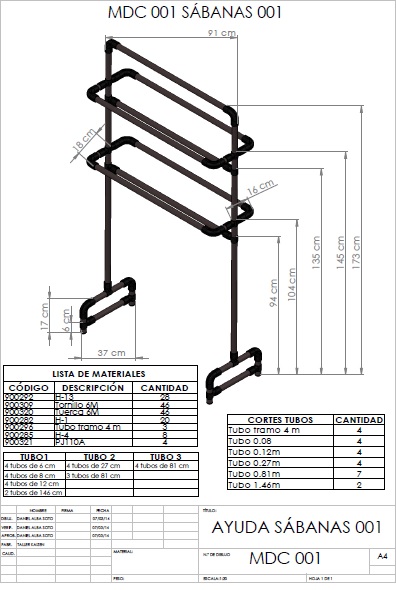 MDC 001 SÁBANAS 001
91 cm
18 cm
16 cm
94 cm
104 cm
135 cm
145 cm
173 cm
17 cm
6 cm
37 cm
LISTA DE MATERIALES
CÓDIGO DESCRIPCIÓN CANTIDAD
900292 H-13 28
900309 Tornillo 6M 46
900320 Tuerca 6M 46
900282 H-1 20
900296 Tubo tramo 4 m 3
900285 H-4 8
900321 PJ110A 4
TUBO1 TUBO 2 TUBO 3
4 tubos de 6 cm 4 tubos de 27 cm 4 tubos de 81 cm
4 tubos de 8 cm 3 tubos de 81 cm
4 tubos de 12 cm
2 tubos de 146 cm
CORTES TUBOS CANTIDAD
Tubo tramo 4 m 4
Tubo 0.08 4
Tubo 0.12m 4
Tubo 0.27m 4
Tubo 0.81m 7
Tubo 1.46m 2
NOMBRE FIRMA FECHA
DIBUJ. DANIEL ALBA SOTO 07/03/16
VERIF. DANIEL ALBA SOTO 07/03/16
APROB. DANIEL ALBA SOTO 07/03/16
FABR. TALLER KAIZEN
CALID.
MATERIAL:
PESO:
TÍTULO:
AYUDA SÁBANAS 001
N.º DE DIBUJO
MDC 001
A4
ESCALA:1:20
HOJA 1 DE 1